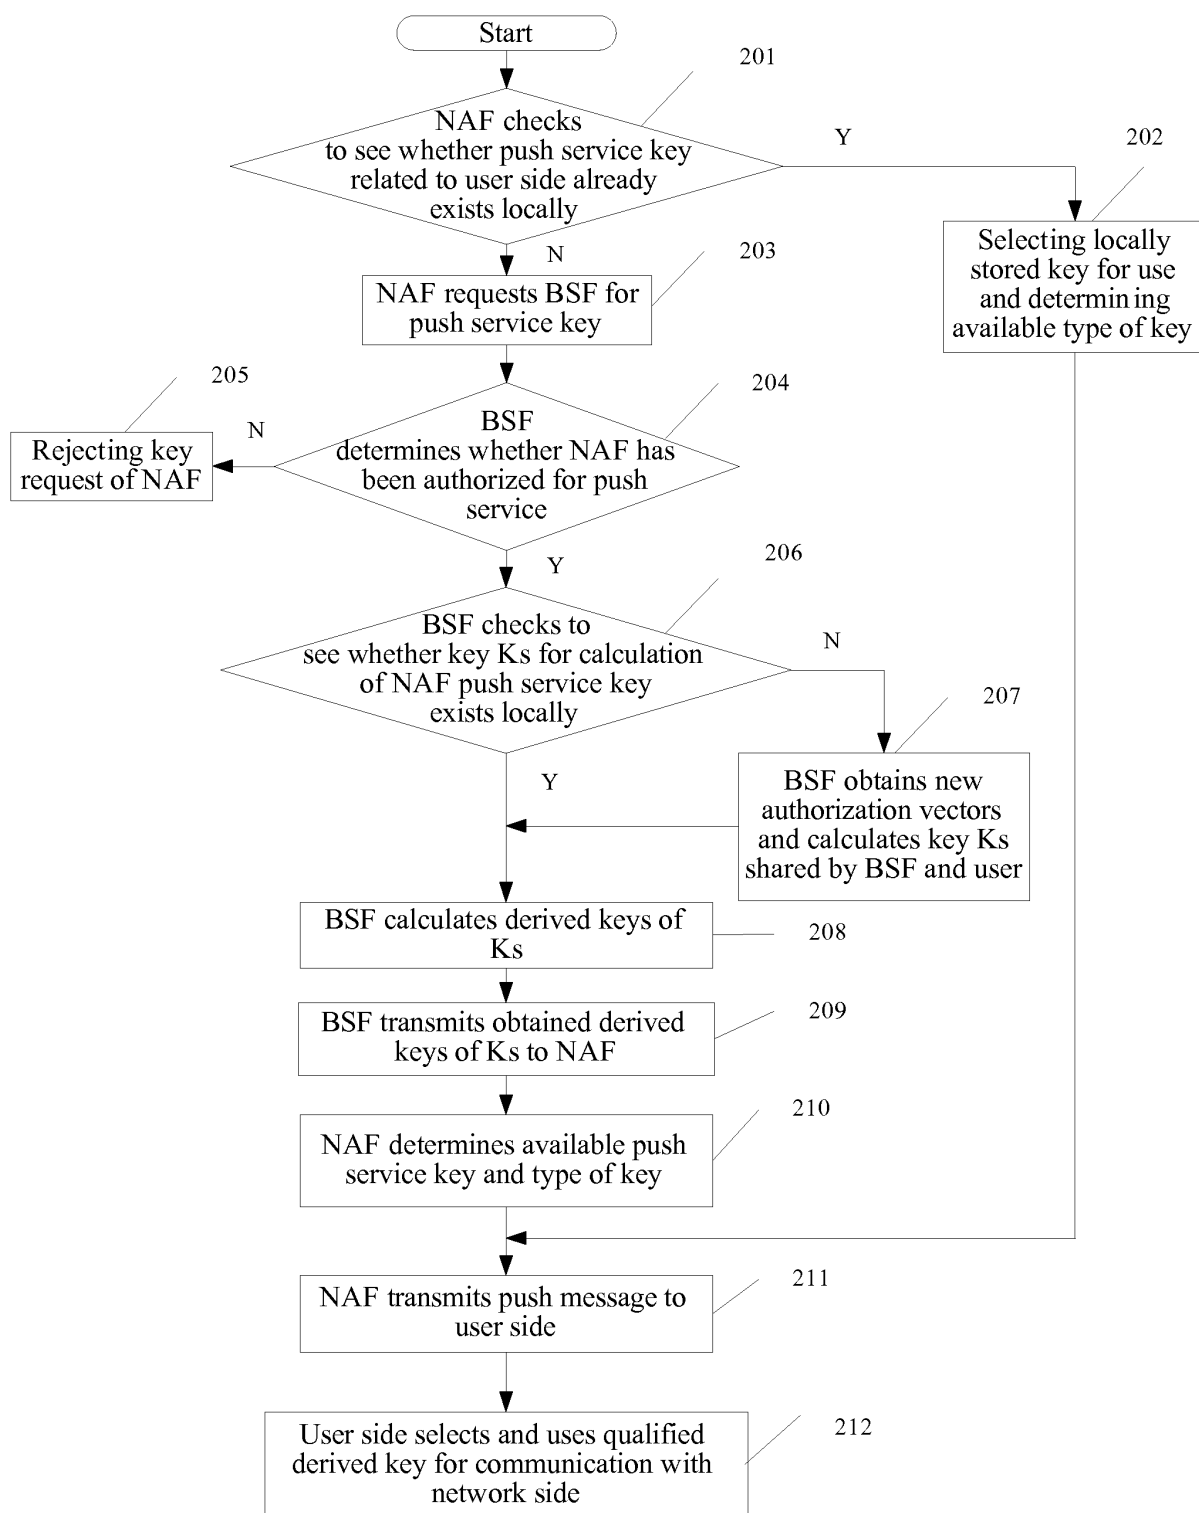 Start
201
NAF checks
to see whether push service key
related to user side already
exists locally
Y
202
Selecting locally
stored key for use
and determining
available type of key
N
203
NAF requests BSF for
push service key
205
204
N
Rejecting key
request of NAF
BSF
determines whether NAF has
been authorized for push
service
Y
206
BSF checks to
see whether key Ks for calculation
of NAF push service key
exists locally
N
207
Y
BSF obtains new
authorization vectors
and calculates key Ks
shared by BSF and user
BSF calculates derived keys of
Ks
208
BSF transmits obtained derived
keys of Ks to NAF
209
210
NAF determines available push
service key and type of key
211
NAF transmits push message to
user side
212
User side selects and uses qualified
derived key for communication with
network side